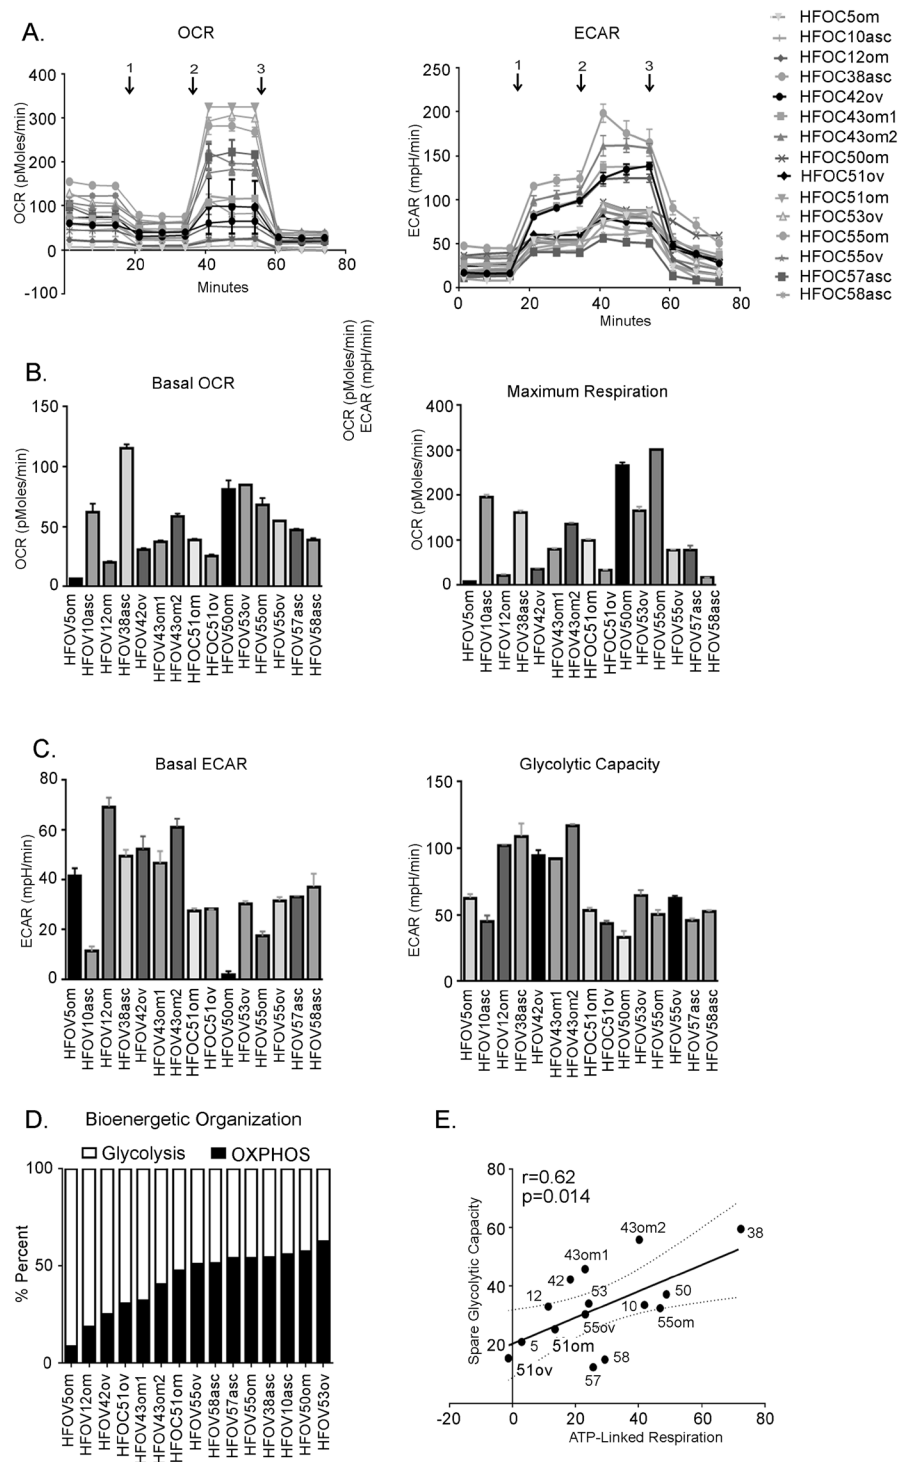 A.
OCR
1
2
3
OCR (pMoles/min)
400
300
200
100
0
-100
20
40
60
80
Minutes
ECAR
1
2
3
ECAR (mpH/min)
250
200
150
100
50
0
0
20
40
60
80
Minutes
HFOC5om
HFOC10asc
HFOC12om
HFOC38asc
HFOC42ov
HFOC43om1
HFOC43om2
HFOC50om
HFOC51ov
HFOC51om
HFOC53ov
HFOC55om
HFOC55ov
HFOC57asc
HFOC58asc
OCR (pMoles/min)
ECAR (mpH/min)
B.
Basal OCR
OCR (pMoles/min)
150
100
50
0
HFOV5om
HFOV10asc
HFOV12om
HFOV38asc
HFOV42ov
HFOV43om1
HFOV43om2
HFOC51om
HFOC51ov
HFOV50om
HFOV53ov
HFOV55om
HFOV55ov
HFOV57asc
HFOV58asc
Maximum Respiration
OCR (pMoles/min)
400
300
200
100
0
HFOV5om
HFOV10asc
HFOV12om
HFOV38asc
HFOV42ov
HFOV43om1
HFOV43om2
HFOC51om
HFOC51ov
HFOV50om
HFOV53ov
HFOV55om
HFOV55ov
HFOV57asc
HFOV58asc
C.
Basal ECAR
ECAR (mpH/min)
80
60
40
20
0
HFOV5om
HFOV10asc
HFOV12om
HFOV38asc
HFOV42ov
HFOV43om1
HFOV43om2
HFOC51om
HFOC51ov
HFOV50om
HFOV53ov
HFOV55om
HFOV55ov
HFOV57asc
HFOV58asc
Glycolytic Capacity
ECAR (mpH/min)
150
100
50
0
HFOV5om
HFOV10asc
HFOV12om
HFOV38asc
HFOV42ov
HFOV43om1
HFOV43om2
HFOC51om
HFOC51ov
HFOV50om
HFOV53ov
HFOV55om
HFOV55ov
HFOV57asc
HFOV58asc
D.
Bioenergetic Organization
Glycolysis
OXPHOS
% Percent
100
50
0
HFOV5om
HFOV12om
HFOV42ov
HFOC51ov
HFOV43om1
HFOV43om2
HFOC51om
HFOV55ov
HFOV58asc
HFOV57asc
HFOV55om
HFOV38asc
HFOV10asc
HFOV50om
HFOV53ov
E.
r=0.62
p=0.014
Spare Glycolytic Capacity
80
60
40
20
43om2
38
43om1
42
12
53
50
10
55om
55ov
5
51om
51ov
58
57
-20
0
20
40
60
80
ATP-Linked Respiration